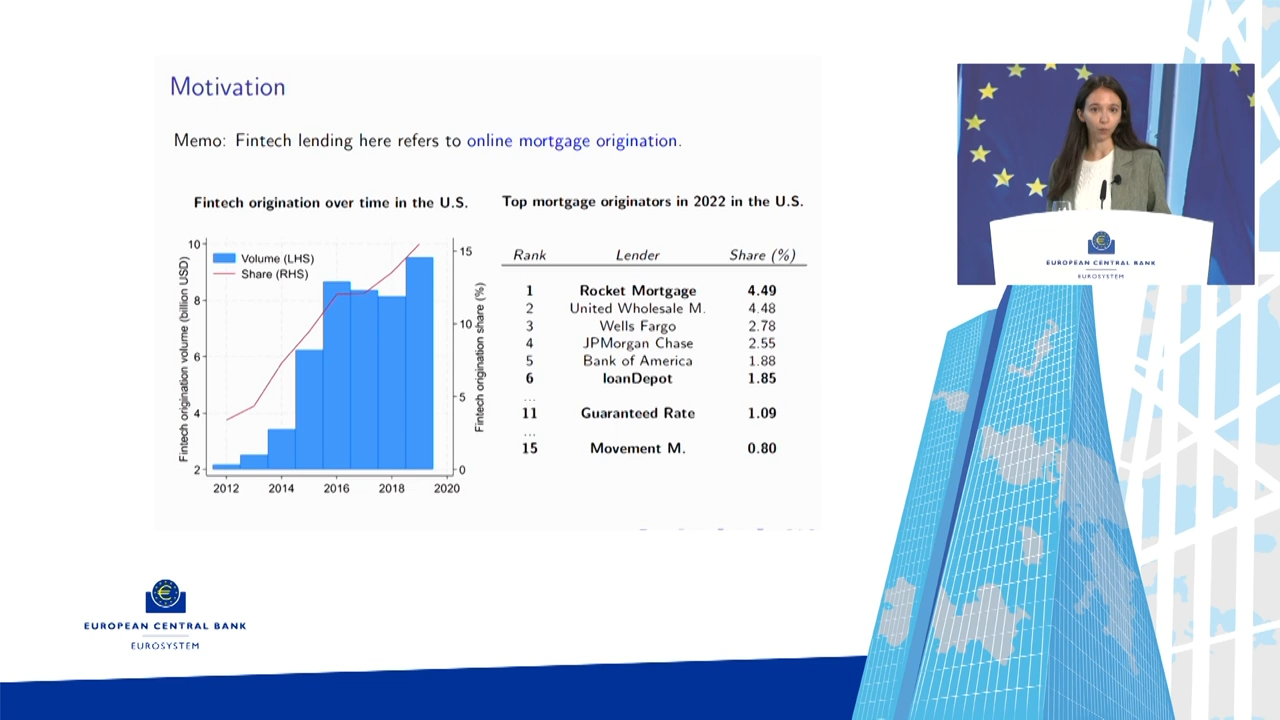 Motivation
Memo: Fintech lending here refers to online mortgage origination.
Fintech origination over time in the U.S.
Fintech origination volume (billion USD)
10
8
6
4
2
Volume (LHS)
Share (RHS)
15
10
5
0
Fintech origination share (%)
2012 2014 2016 2018 2020
Top mortgage originators in 2022 in the U.S.
Rank Lender Share (%)
1 Rocket Mortgage 4.49
2 United Wholesale M. 4.48
3 Wells Fargo 2.78
4 JPMorgan Chase 2.55
5 Bank of America 1.88
6 loanDepot 1.85
...
11 Guaranteed Rate 1.09
...
15 Movement M. 0.80
EUROPEAN CENTRAL BANK
EUROSYSTEM
EUROPEAN CENTRAL BANK
EUROSYSTEM